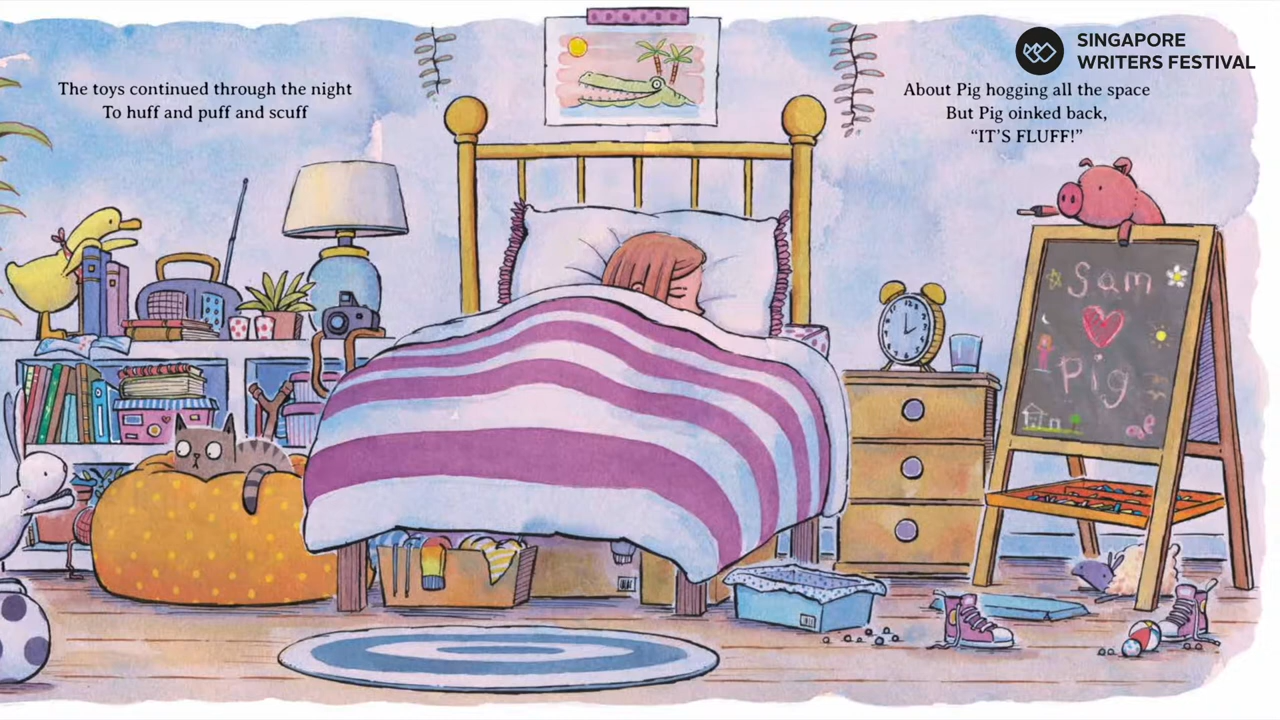 The toys continued through the night
To huff and puff and scuff
SINGAPORE
WRITERS FESTIVAL
About Pig hogging all the space
But Pig oinked back,
“IT’S FLUFF!”
Sam
Pig